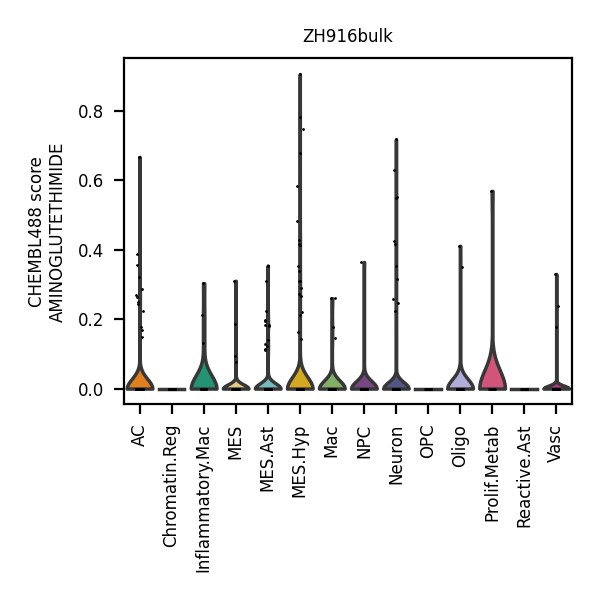 ZH916bulk
CHEMBL488 score
AMINOGLUTETHIMIDE
0.8
0.6
0.4
0.2
0.0
AC
Chromatin.Reg
Inflammatory.Mac
MES
MES.Ast
MES.Hyp
Mac
NPC
Neuron
OPC
Oligo
Prolif.Metab
Reactive.Ast
Vasc